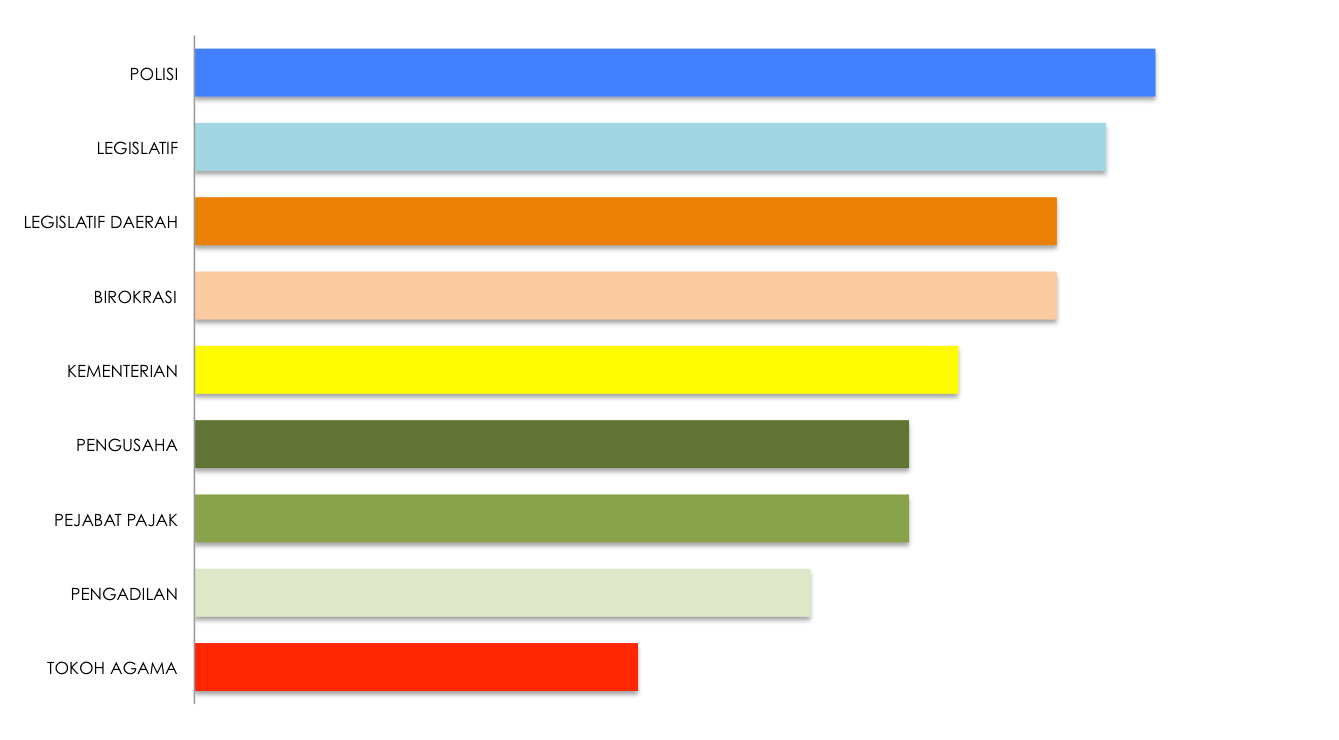 POLISI
LEGISLATIF
LEGISLATIF DAERAH
BIROKRASI
KEMENTERIAN
PENGUSAHA
PEJABAT PAJAK
PENGADILAN
TOKOH AGAMA